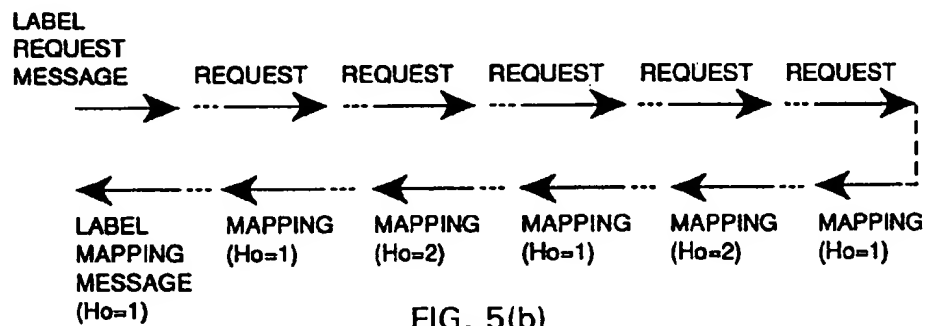 LABEL
REQUEST
MESSAGE
REQUEST REQUEST REQUEST REQUEST REQUEST
LABEL
MAPPING
MESSAGE
(Ho=1)
MAPPING
(Ho=1)
MAPPING
(Ho=2)
MAPPING
(Ho=1)
MAPPING
(Ho=2)
MAPPING
(Ho=1)
FIG. 5(b)